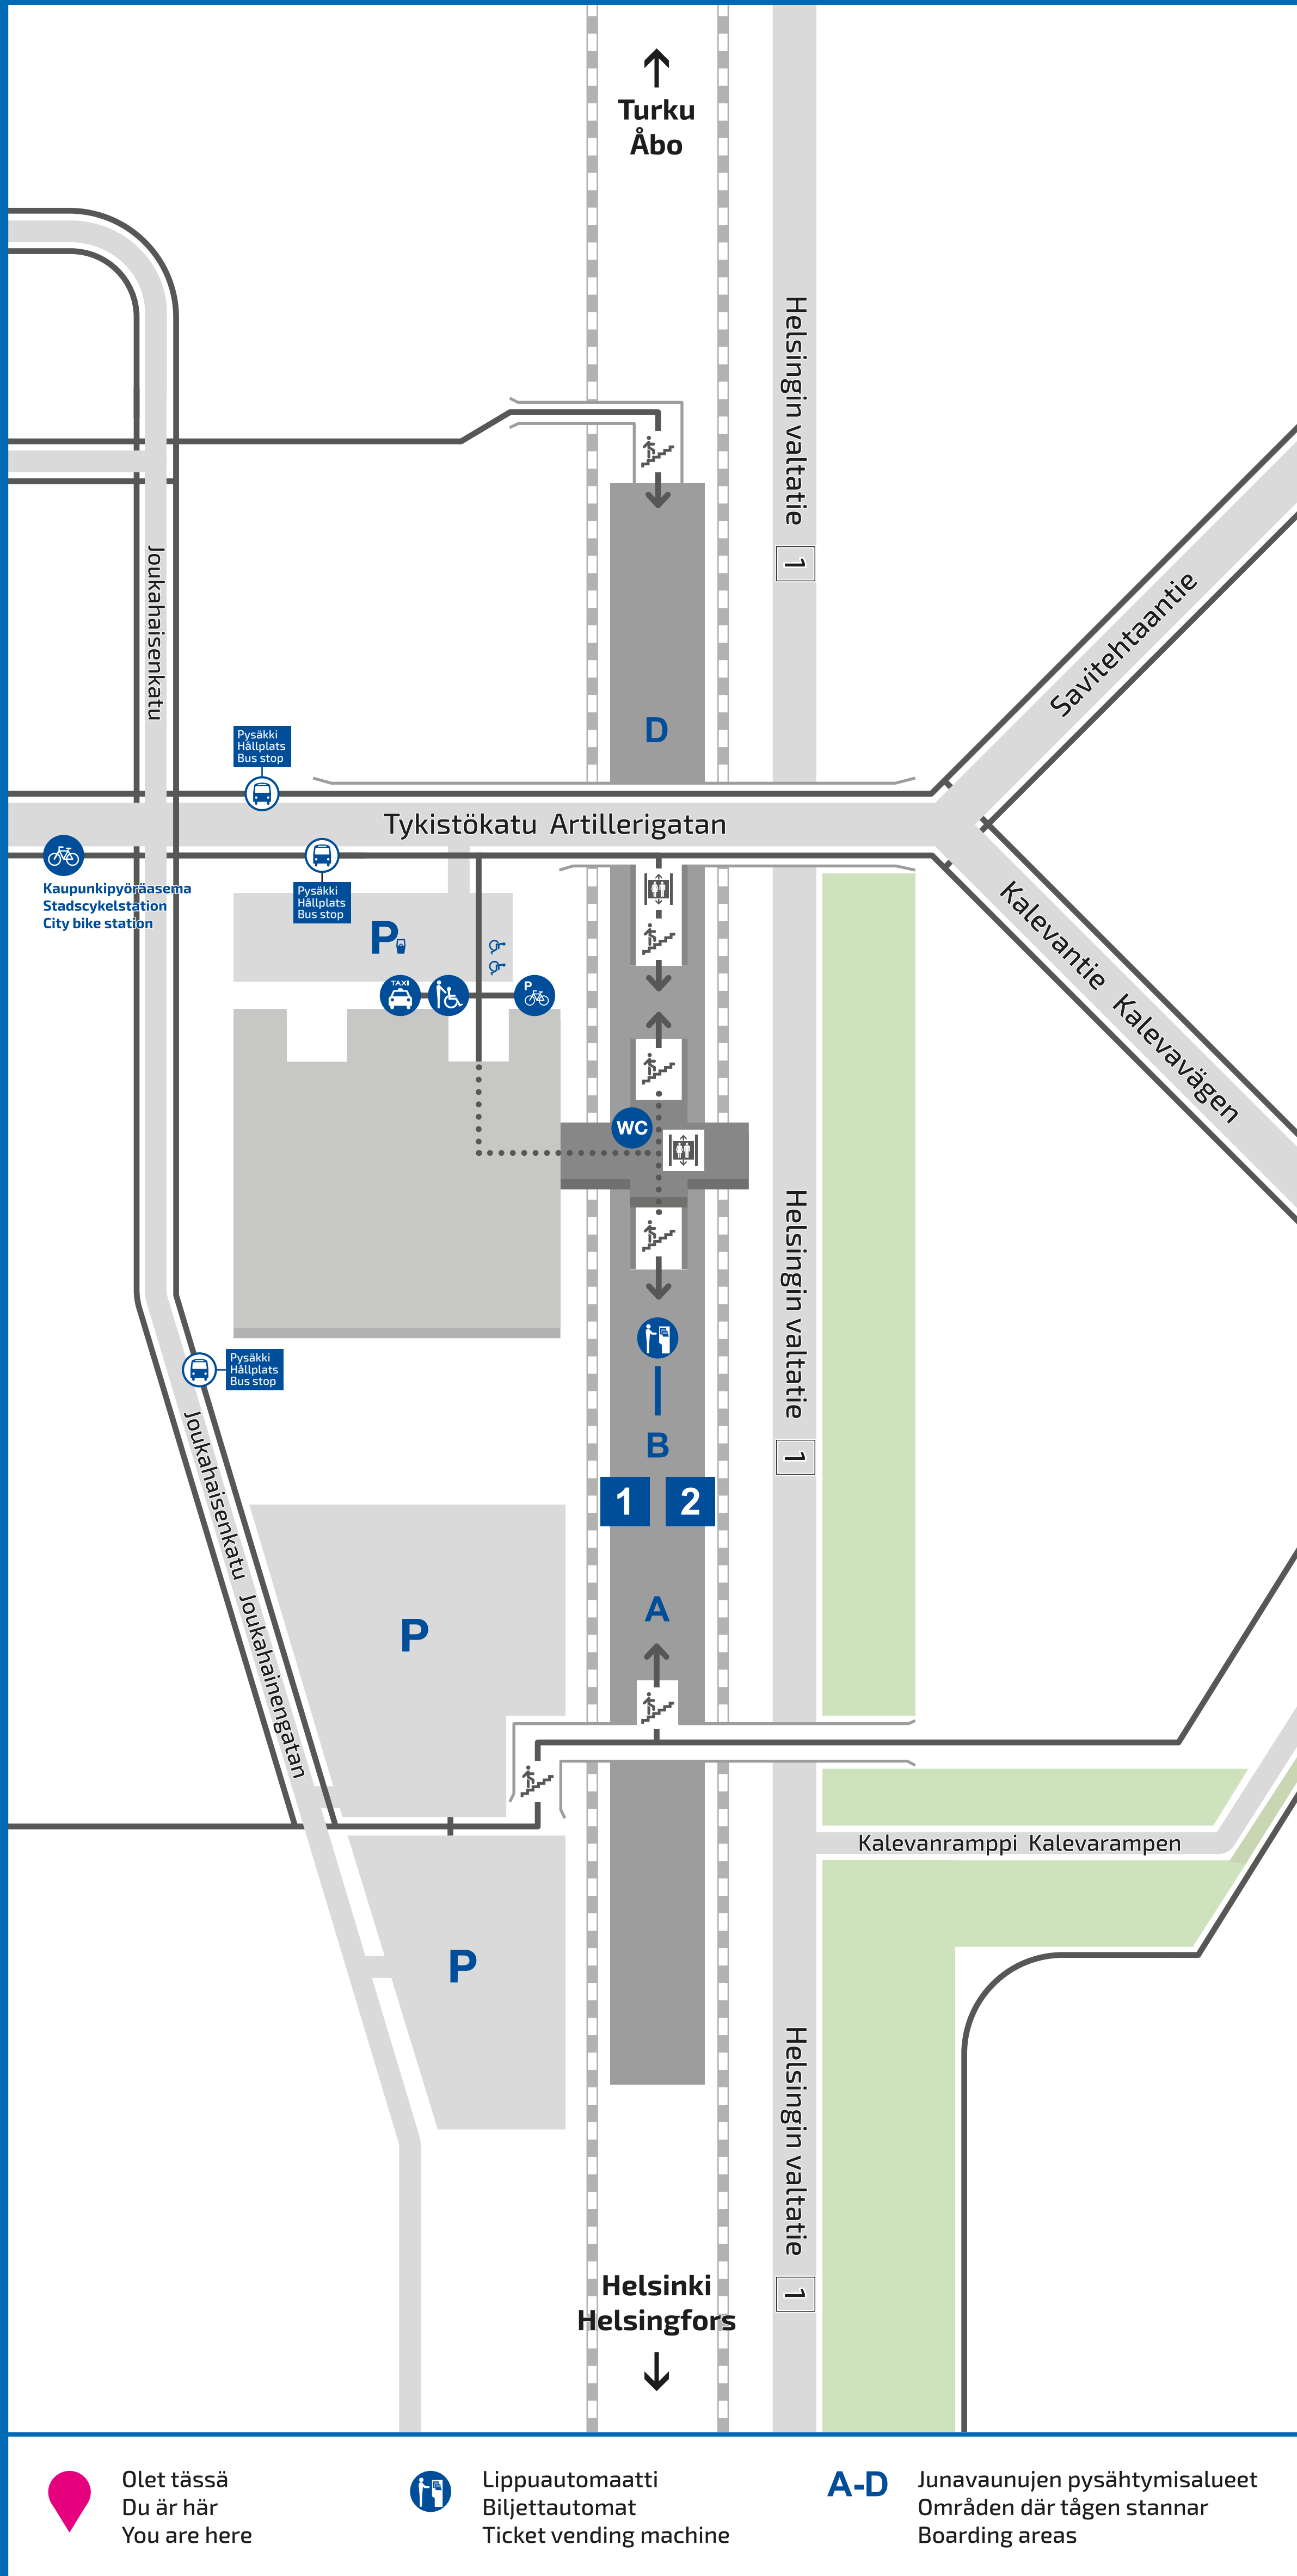 Turku
Åbo
Helsingin valtatie
1
Joukahaisenkatu
Savitehtaantie
D
Pysäkki
Hållplats
Bus stop
Tykistökatu Artillerigatan
Kaupunkipyöräasema
Stadscykelstation
City bike station
Pysäkki
Hållplats
Bus stop
P
TAXI
P
Kalevantie Kalevavägen
WC
Helsingin valtatie
1
Pysäkki
Hållplats
Bus stop
B
1 2
Joukahaisenkatu Joukahainengatan
A
P
Kalevanramppi Kalevarampen
P
Helsingin valtatie
1
Helsinki
Helsingfors
Olet tässä
Du är här
You are here
Lippuautomaatti
Biljettautomat
Ticket vending machine
A-D
Junavaunujen pysähtymisalueet
Områden där tågen stannar
Boarding areas